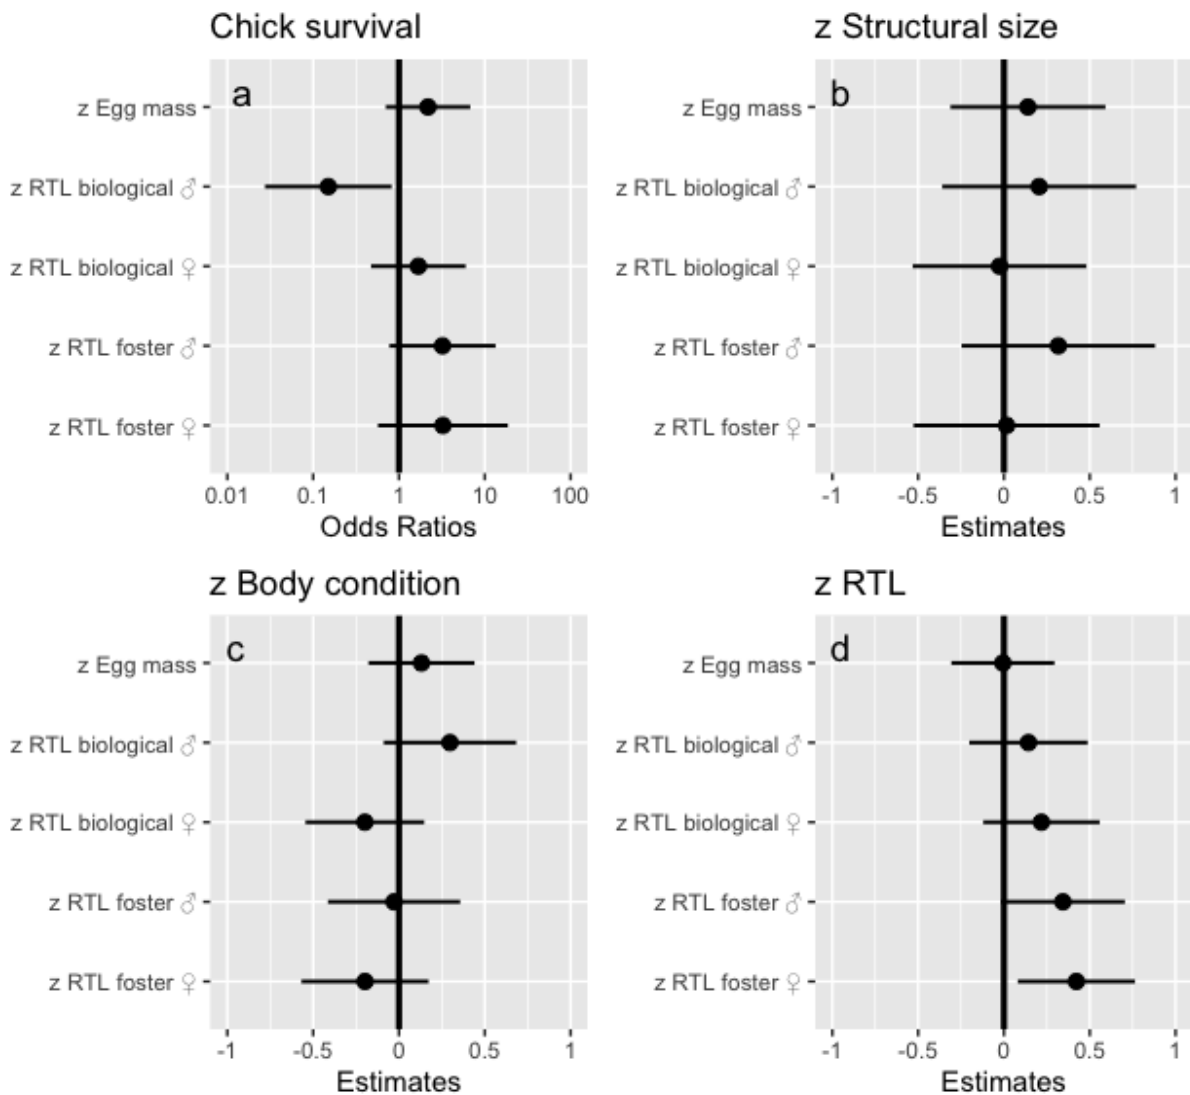 Chick survival
a
z Egg mass
z RTL biological ♂
z RTL biological ♀
z RTL foster ♂
z RTL foster ♀
0.01 0.1 1 10 100
Odds Ratios
z Structural size
b
z Egg mass
z RTL biological ♂
z RTL biological ♀
z RTL foster ♂
z RTL foster ♀
-1 -0.5 0 0.5 1
Estimates
z Body condition
c
z Egg mass
z RTL biological ♂
z RTL biological ♀
z RTL foster ♂
z RTL foster ♀
-1 -0.5 0 0.5 1
Estimates
z RTL
d
z Egg mass
z RTL biological ♂
z RTL biological ♀
z RTL foster ♂
z RTL foster ♀
-1 -0.5 0 0.5 1
Estimates